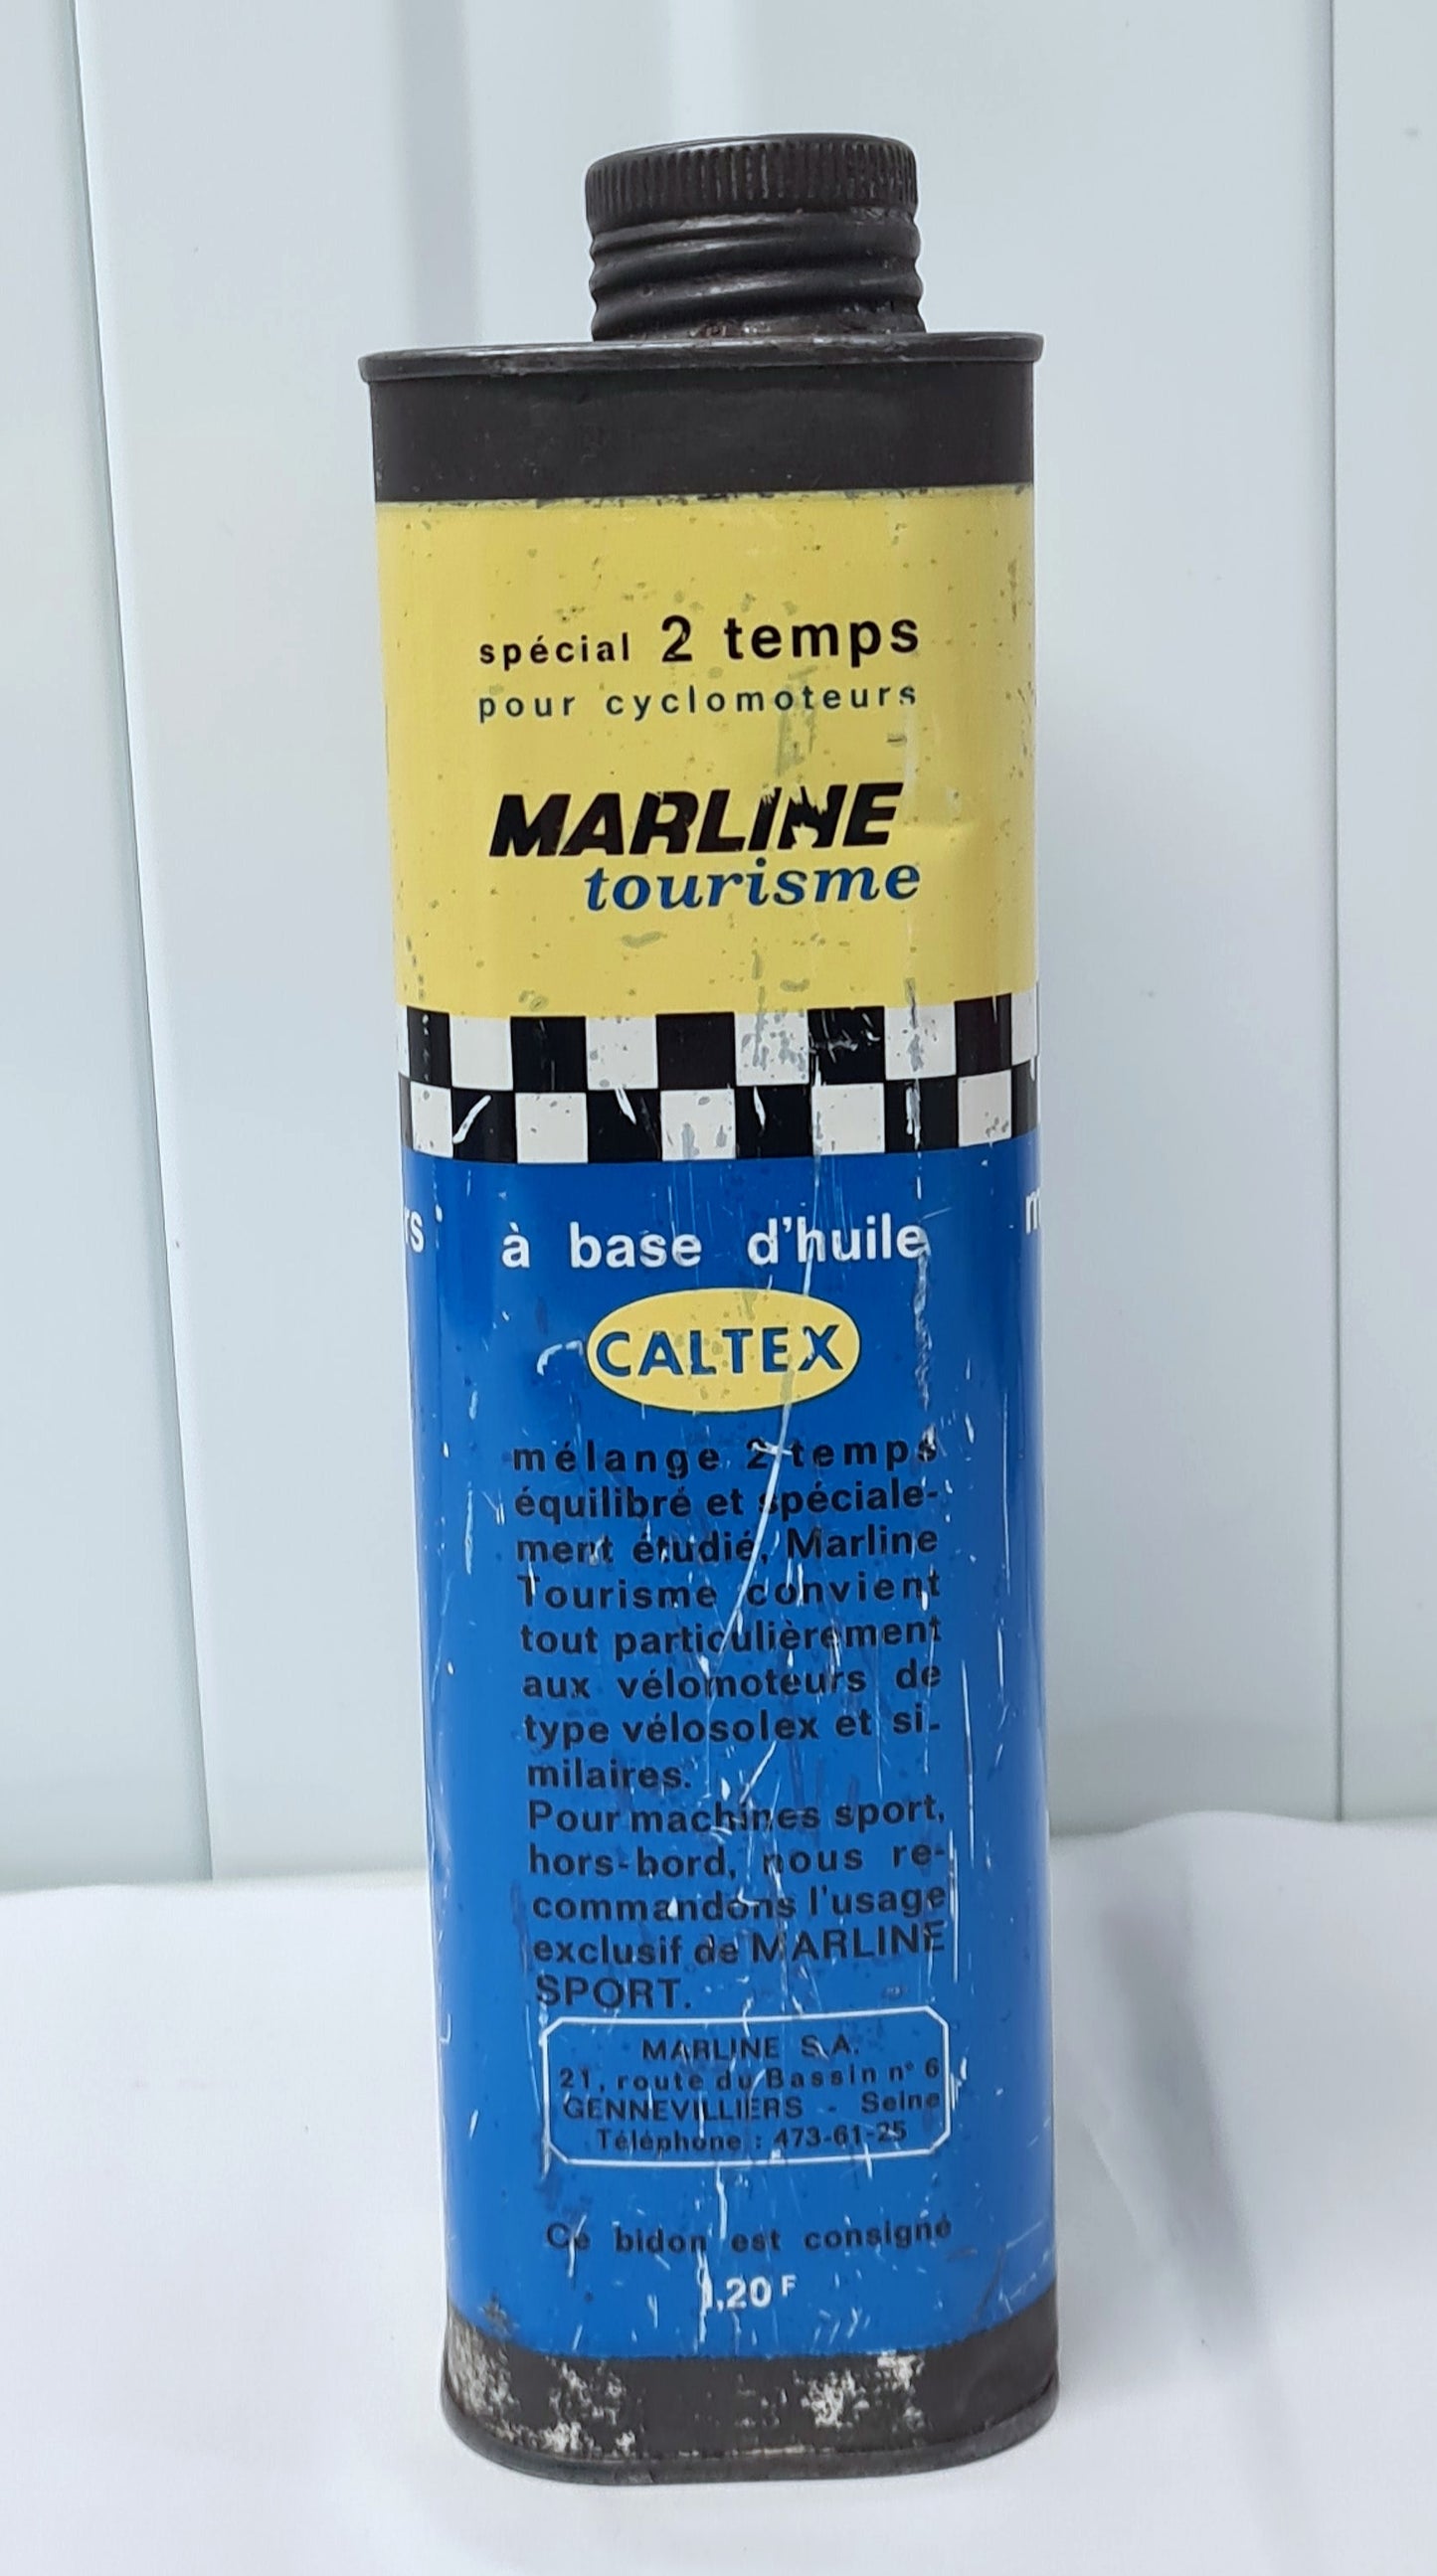 spécial 2 temps
pour cyclomoteurs
MARLINE
tourisme
rs
à base d'huile
m
CALTEX
mélange 2 temps
équilibré et spéciale-
ment étudié, Marline
Tourisme convient
tout particulièrement
aux vélomoteurs de
type vélosolex et si-
milaires.
Pour machines sport,
hors-bord, nous re-
commandons l'usage
exclusif de MARLINE
SPORT.
MARLINE S.A.
21, route du Bassin n° 6
GENNEVILLIERS - Seine
Téléphone : 473-61-25
Ce bidon est consigné
1,20 F